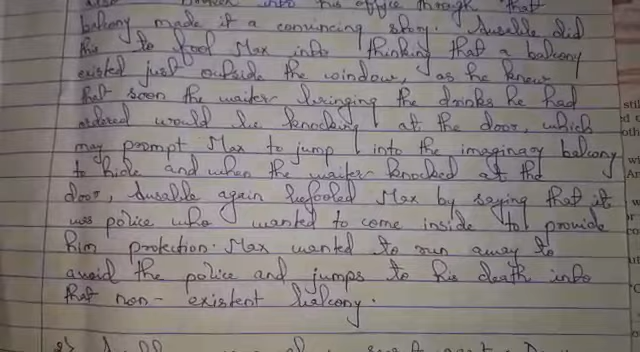 into his office through that
balcony made it a convincing story. Ausable did
this to fool Max into thinking that a balcony
existed just outside the window, as he knew
that soon the waiter bringing the drinks he had
ordered would be knocking at the door, which
may prompt Max to jump into the imaginary balcony
to hide and when the waiter knocked at the
door, Ausable again befooled Max by saying that it
was police who wanted to come inside to provide
him protection. Max wanted to run away to
avoid the police and jumps to his death into
that non-existent balcony.